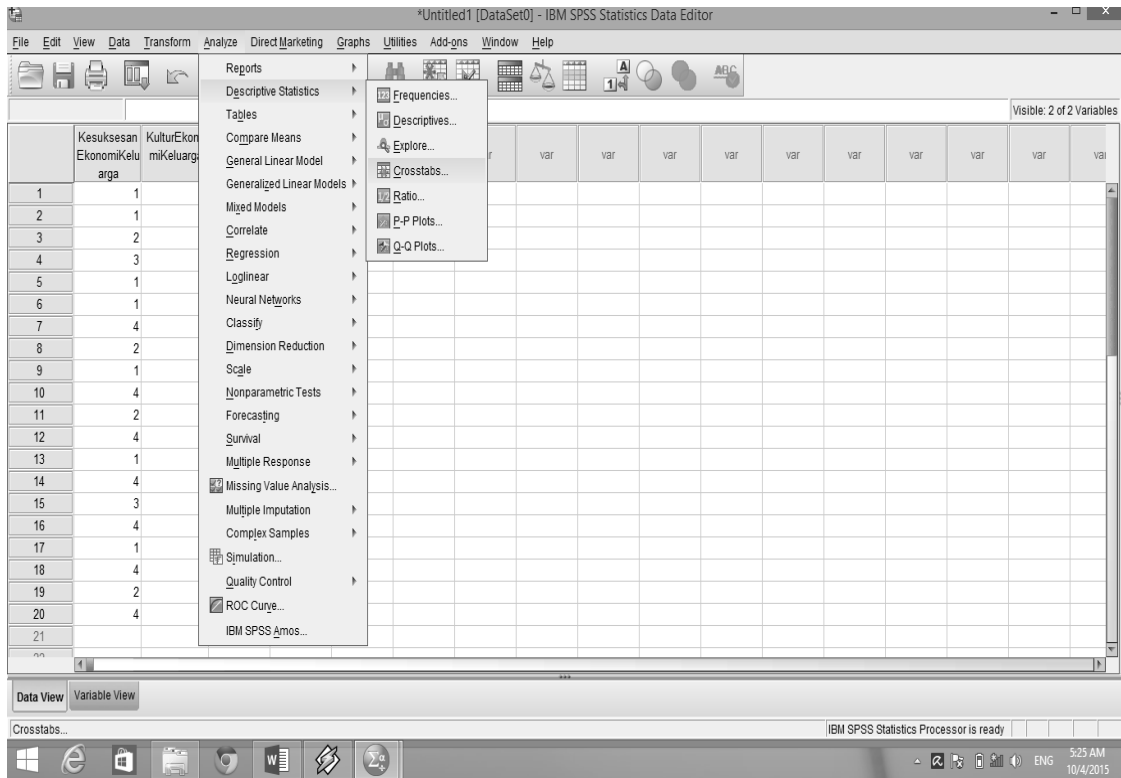 *Untitled1 [DataSet0] - IBM SPSS Statistics Data Editor
File Edit View Data Transform Analyze Direct Marketing Graphs Utilities Add-ons Window Help
Visible: 2 of 2 Variables
Reports
Descriptive Statistics
Tables
Compare Means
General Linear Model
Generalized Linear Models
Mixed Models
Correlate
Regression
Loglinear
Neural Networks
Classify
Dimension Reduction
Scale
Nonparametric Tests
Forecasting
Survival
Multiple Response
Missing Value Analysis...
Multiple Imputation
Complex Samples
Simulation...
Quality Control
ROC Curve...
IBM SPSS Amos...
Frequencies...
Descriptives...
Explore...
Crosstabs...
Ratio...
P-P Plots...
Q-Q Plots...
Kesuksesan KulturEkon
EkonomiKelu miKeluarga
arga
var var var var var var var var var var
1 1
2 1
3 2
4 3
5 1
6 1
7 4
8 2
9 1
10 4
11 2
12 4
13 1
14 4
15 3
16 4
17 1
18 4
19 2
20 4
21
Data View Variable View
Crosstabs...
IBM SPSS Statistics Processor is ready
ENG
5:25 AM
10/4/2015